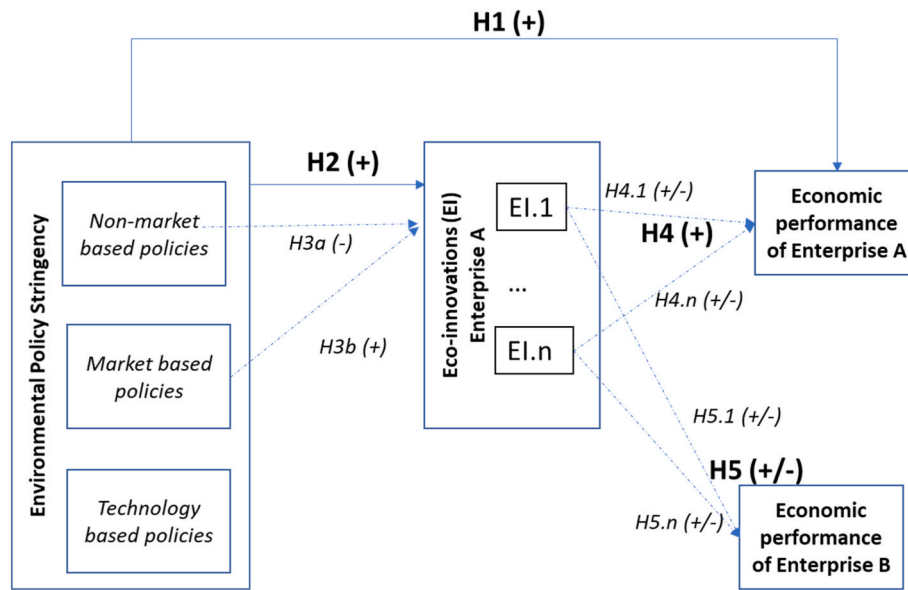 H1 (+)
Environmental Policy Stringency
Non-market
based policies
Market based
policies
Technology
based policies
H2 (+)
H3a (-)
H3b (+)
Eco-innovations (EI)
Enterprise A
EI.1
...
EI.n
H4.1 (+/-)
H4 (+)
H4.n (+/-)
H5.1 (+/-)
H5 (+/-)
H5.n (+/-)
Economic
performance
of Enterprise A
Economic
performance
of Enterprise B